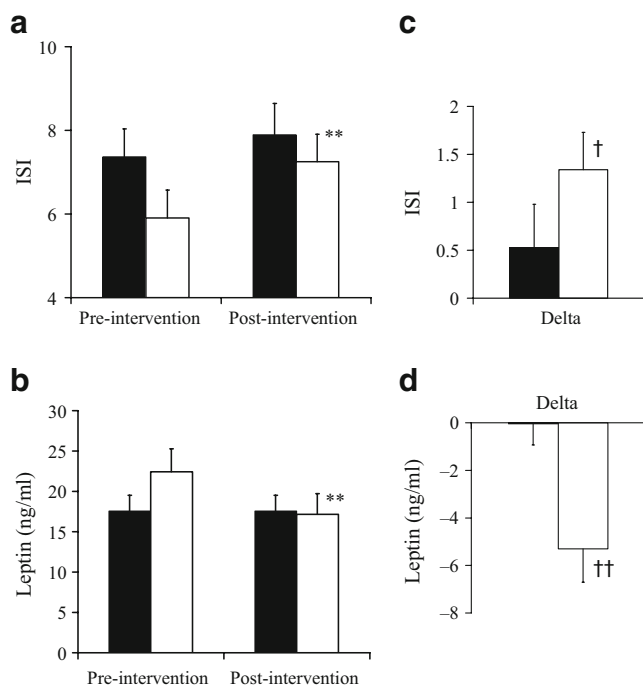 a
10
8
6
4
ISI
**
Pre-intervention Post-intervention
c
2
1.5
1
0.5
0
ISI
†
Delta
b
30
25
20
15
10
5
0
Leptin (ng/ml)
**
Pre-intervention Post-intervention
d
Delta
0
–2
–4
–6
–8
Leptin (ng/ml)
††